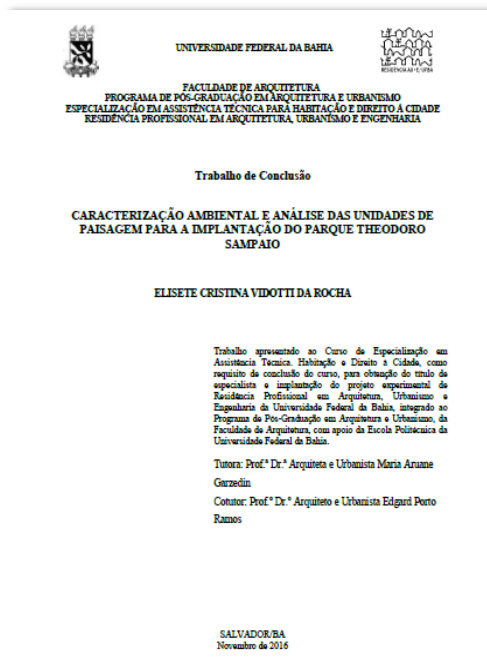 UNIVERSIDADE FEDERAL DA BAHIA
RESIDÊNCIA AU+E/UFBA
FACULDADE DE ARQUITETURA
PROGRAMA DE PÓS-GRADUAÇÃO EM ARQUITETURA E URBANISMO
ESPECIALIZAÇÃO EM ASSISTÊNCIA TÉCNICA PARA HABITAÇÃO E DIREITO À CIDADE
RESIDÊNCIA PROFISSIONAL EM ARQUITETURA, URBANISMO E ENGENHARIA
Trabalho de Conclusão
CARACTERIZAÇÃO AMBIENTAL E ANÁLISE DAS UNIDADES DE
PAISAGEM PARA A IMPLANTAÇÃO DO PARQUE THEODORO
SAMPAIO
ELISETE CRISTINA VIDOTTI DA ROCHA
Trabalho apresentado ao Curso de Especialização em
Assistência Técnica, Habitação e Direito à Cidade, como
requisito de conclusão do curso, para obtenção do título de
especialista e implantação do projeto experimental de
Residência Profissional em Arquitetura, Urbanismo e
Engenharia da Universidade Federal da Bahia, integrado ao
Programa de Pós-Graduação em Arquitetura e Urbanismo, da
Faculdade de Arquitetura, com apoio da Escola Politécnica da
Universidade Federal da Bahia.
Tutora: Prof.ª Dr.ª Arquiteta e Urbanista Maria Aruane
Garzedin
Cotutor: Prof.º Dr.º Arquiteto e Urbanista Edgard Porto
Ramos
SALVADOR/BA
Novembro de 2016